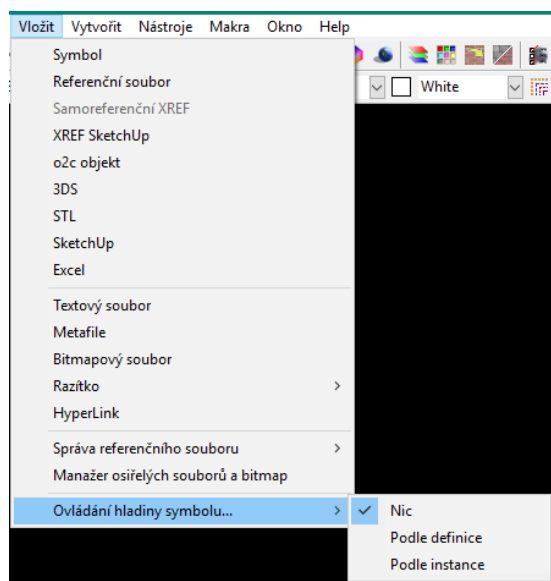 Vložit Vytvořit Nástroje Makra Okno Help
Symbol
Referenční soubor
White
Samoreferenční XREF
XREF SketchUp
o2c objekt
3DS
STL
SketchUp
Excel
Textový soubor
Metafile
Bitmapový soubor
Razítko
HyperLink
Správa referenčního souboru
Manažer osiřelých souborů a bitmap
Ovládání hladiny symbolu...
Nic
Podle definice
Podle instance